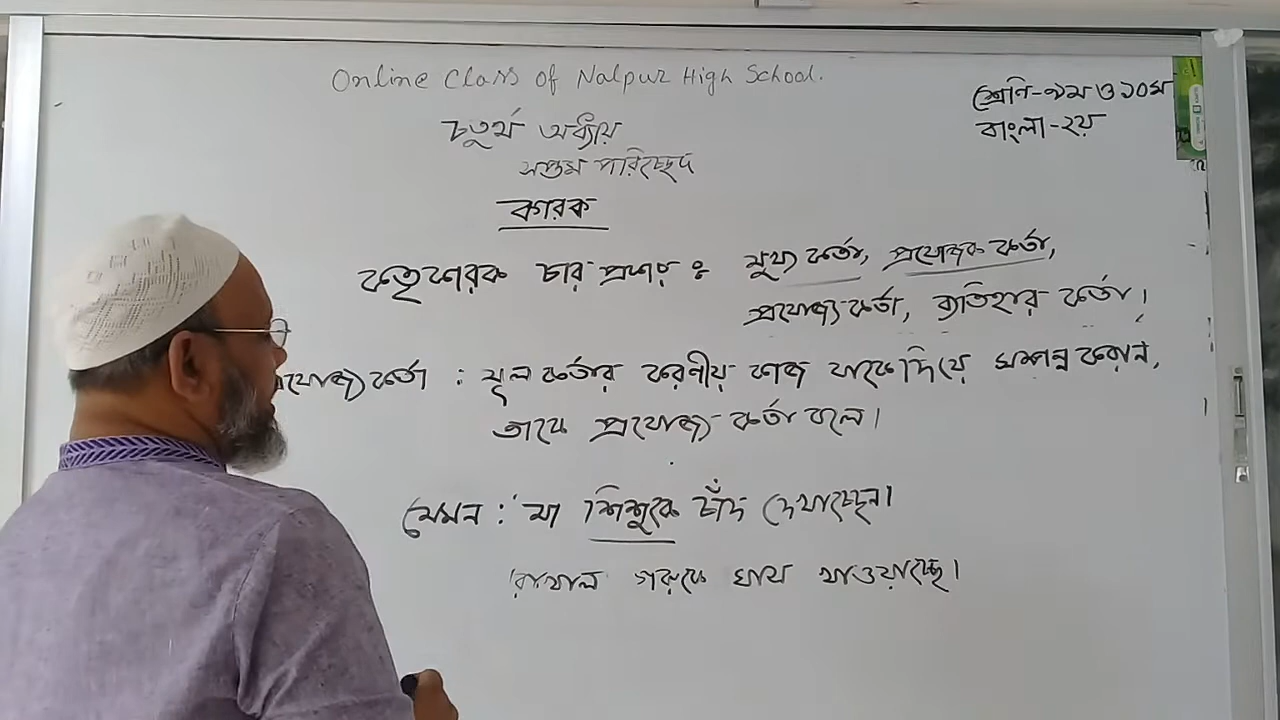 Online Class of Nalpur High School.
শ্রেণি-৯ম ও ১০ম
বাংলা-২য়
চতুর্থ অধ্যায়
সপ্তম পরিচ্ছেদ
কারক
কর্তৃকারক চার প্রকার ঃ মুখ্য কর্তা, প্রযোজক কর্তা,
প্রযোজ্য কর্তা, ব্যতিহার কর্তা।
প্রযোজ্য কর্তা : মূল কর্তার করণীয় কাজ যাকে দিয়ে সম্পন্ন করান,
তাকে প্রযোজ্য কর্তা বলে।
যেমন : মা শিশুকে চাঁদ দেখাচ্ছেন।
রাখাল গরুকে ঘাস খাওয়াচ্ছে।